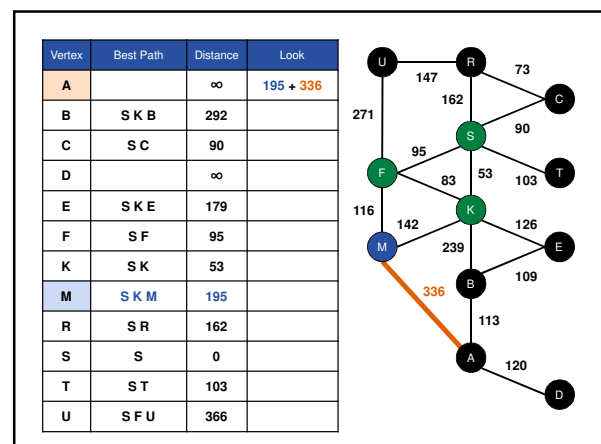 Vertex Best Path Distance Look
A ∞ 195 + 336
B S K B 292
C S C 90
D ∞
E S K E 179
F S F 95
K S K 53
M S K M 195
R S R 162
S S 0
T S T 103
U S F U 366
U R
147 73
162 C
271 90
S
95
F 83 53 103 T
116 K
142 126
M 239 E
336 B 109
113
A
120
D